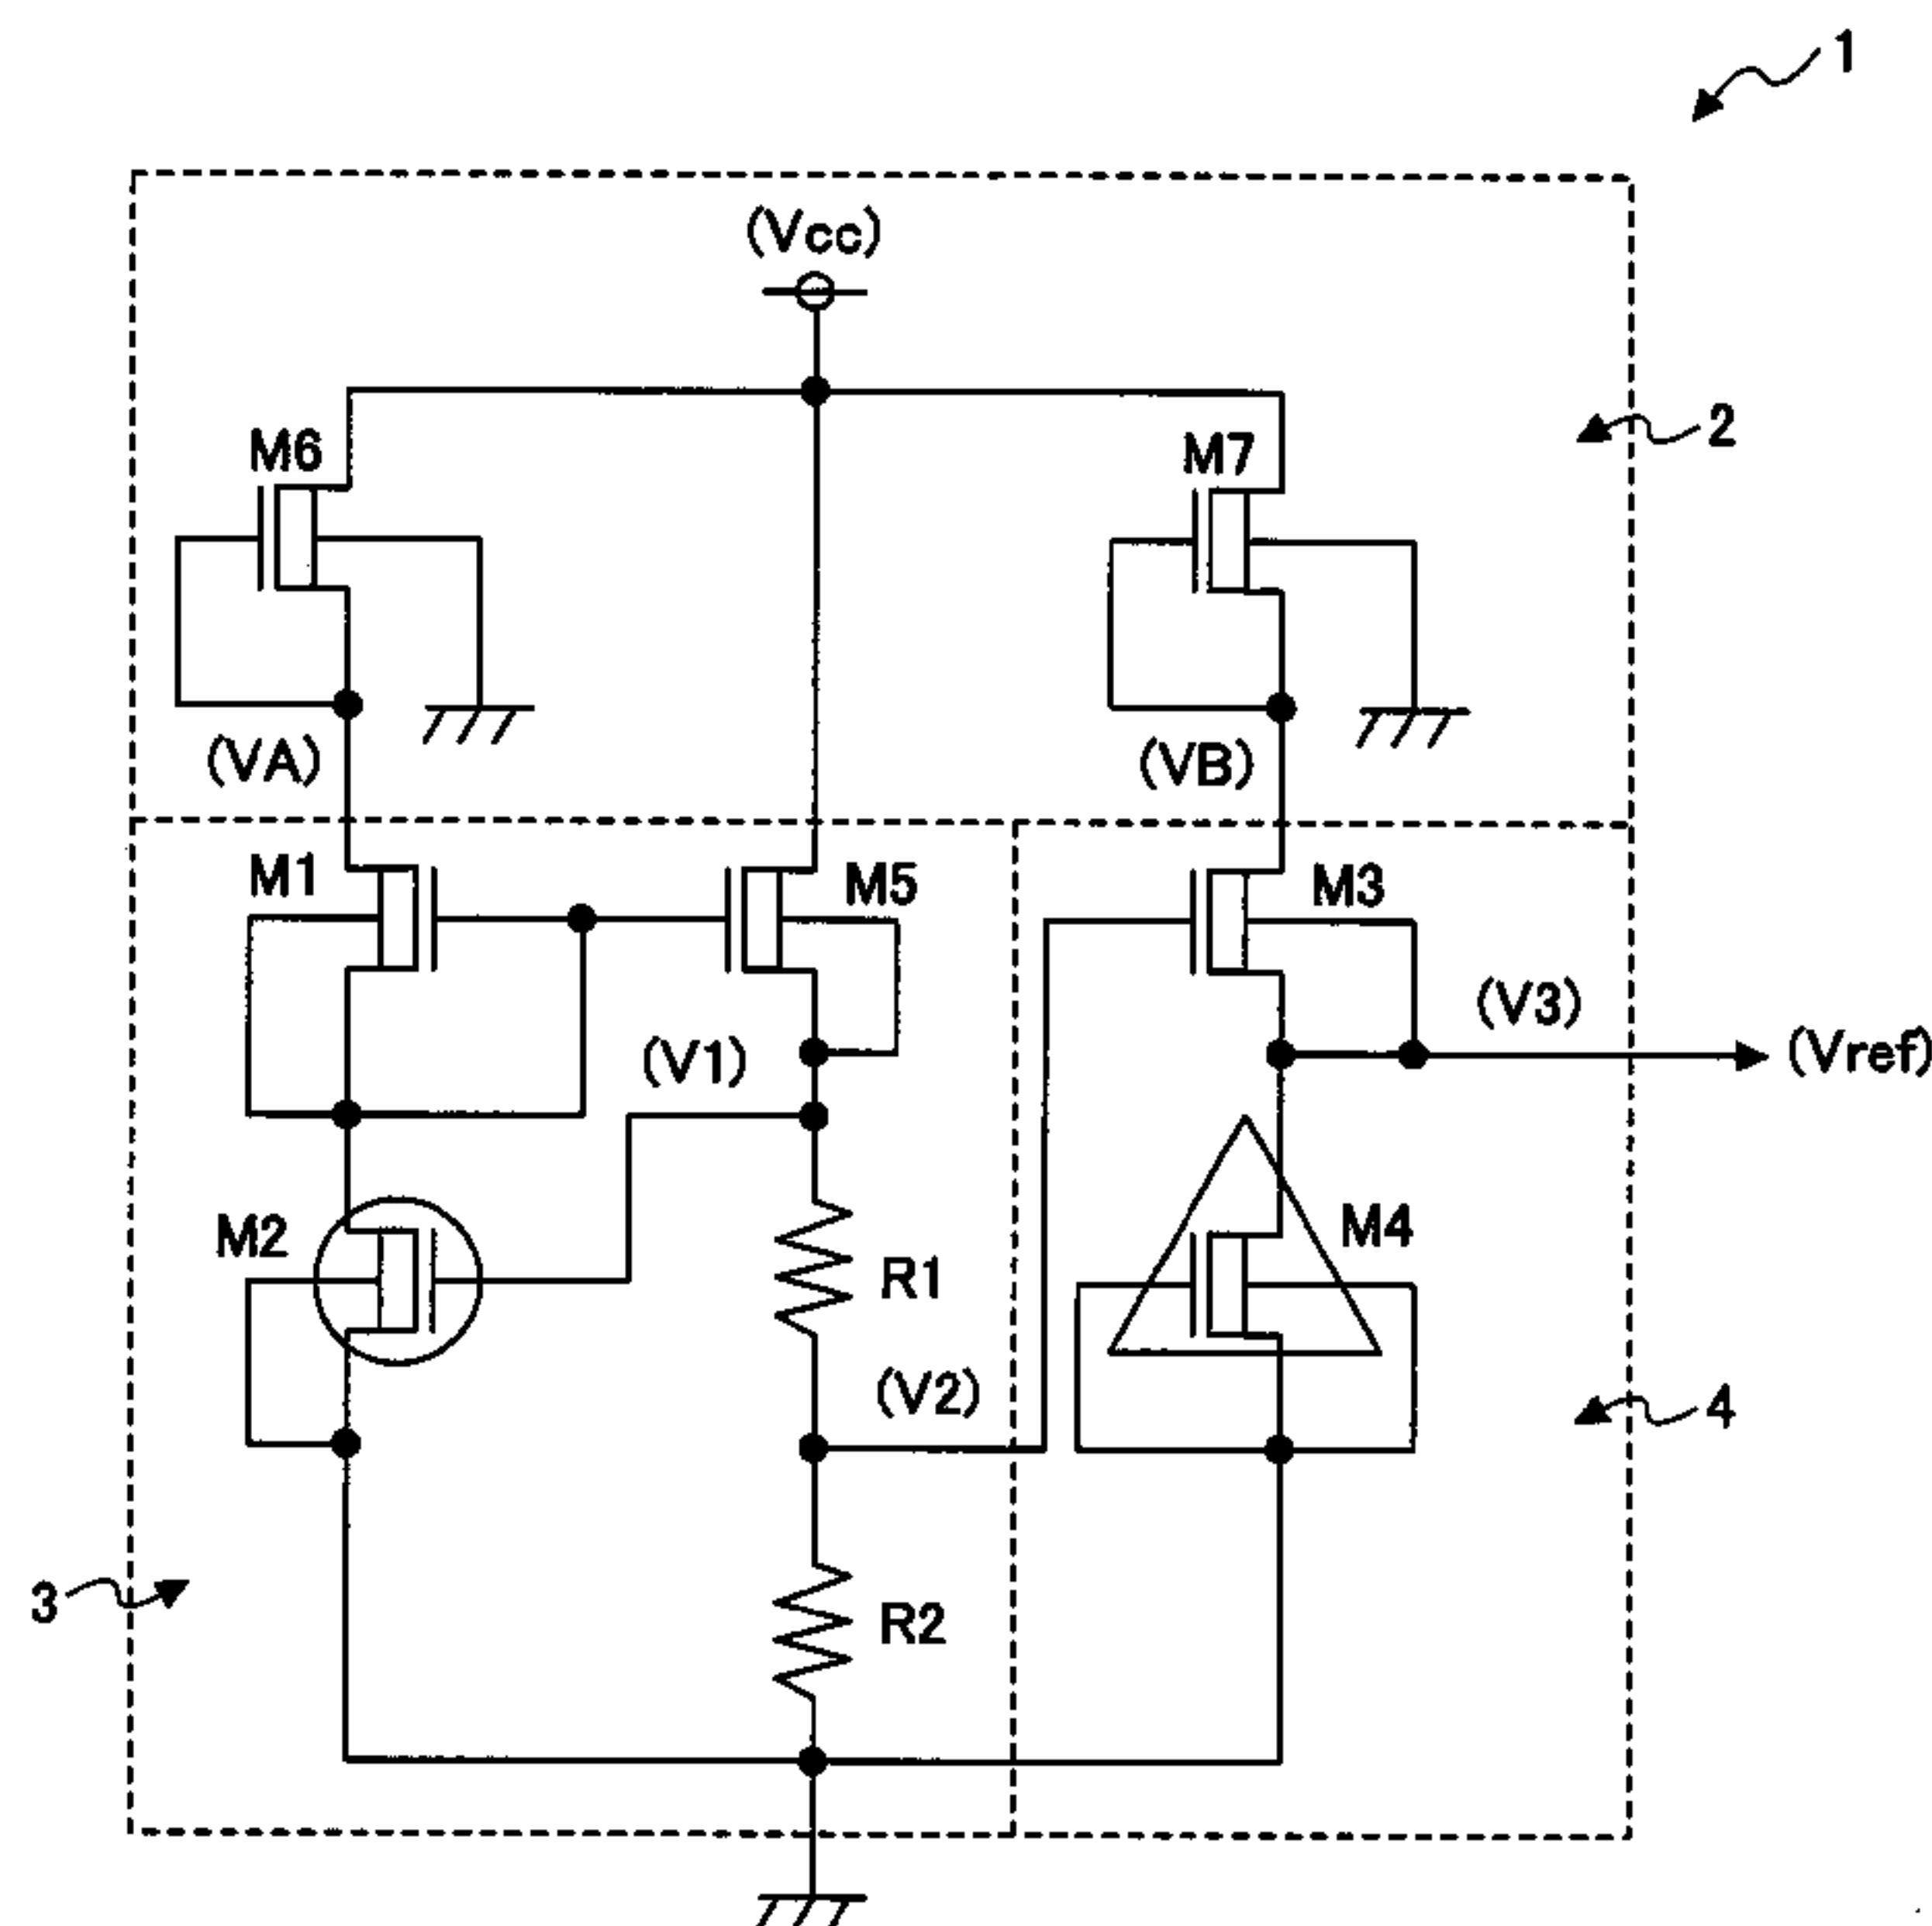 1
(Vcc)
2
M6
M7
(VA)
(VB)
M1
M5
M3
(V1)
(V3)
(Vref)
M2
R1
M4
(V2)
4
3
R2